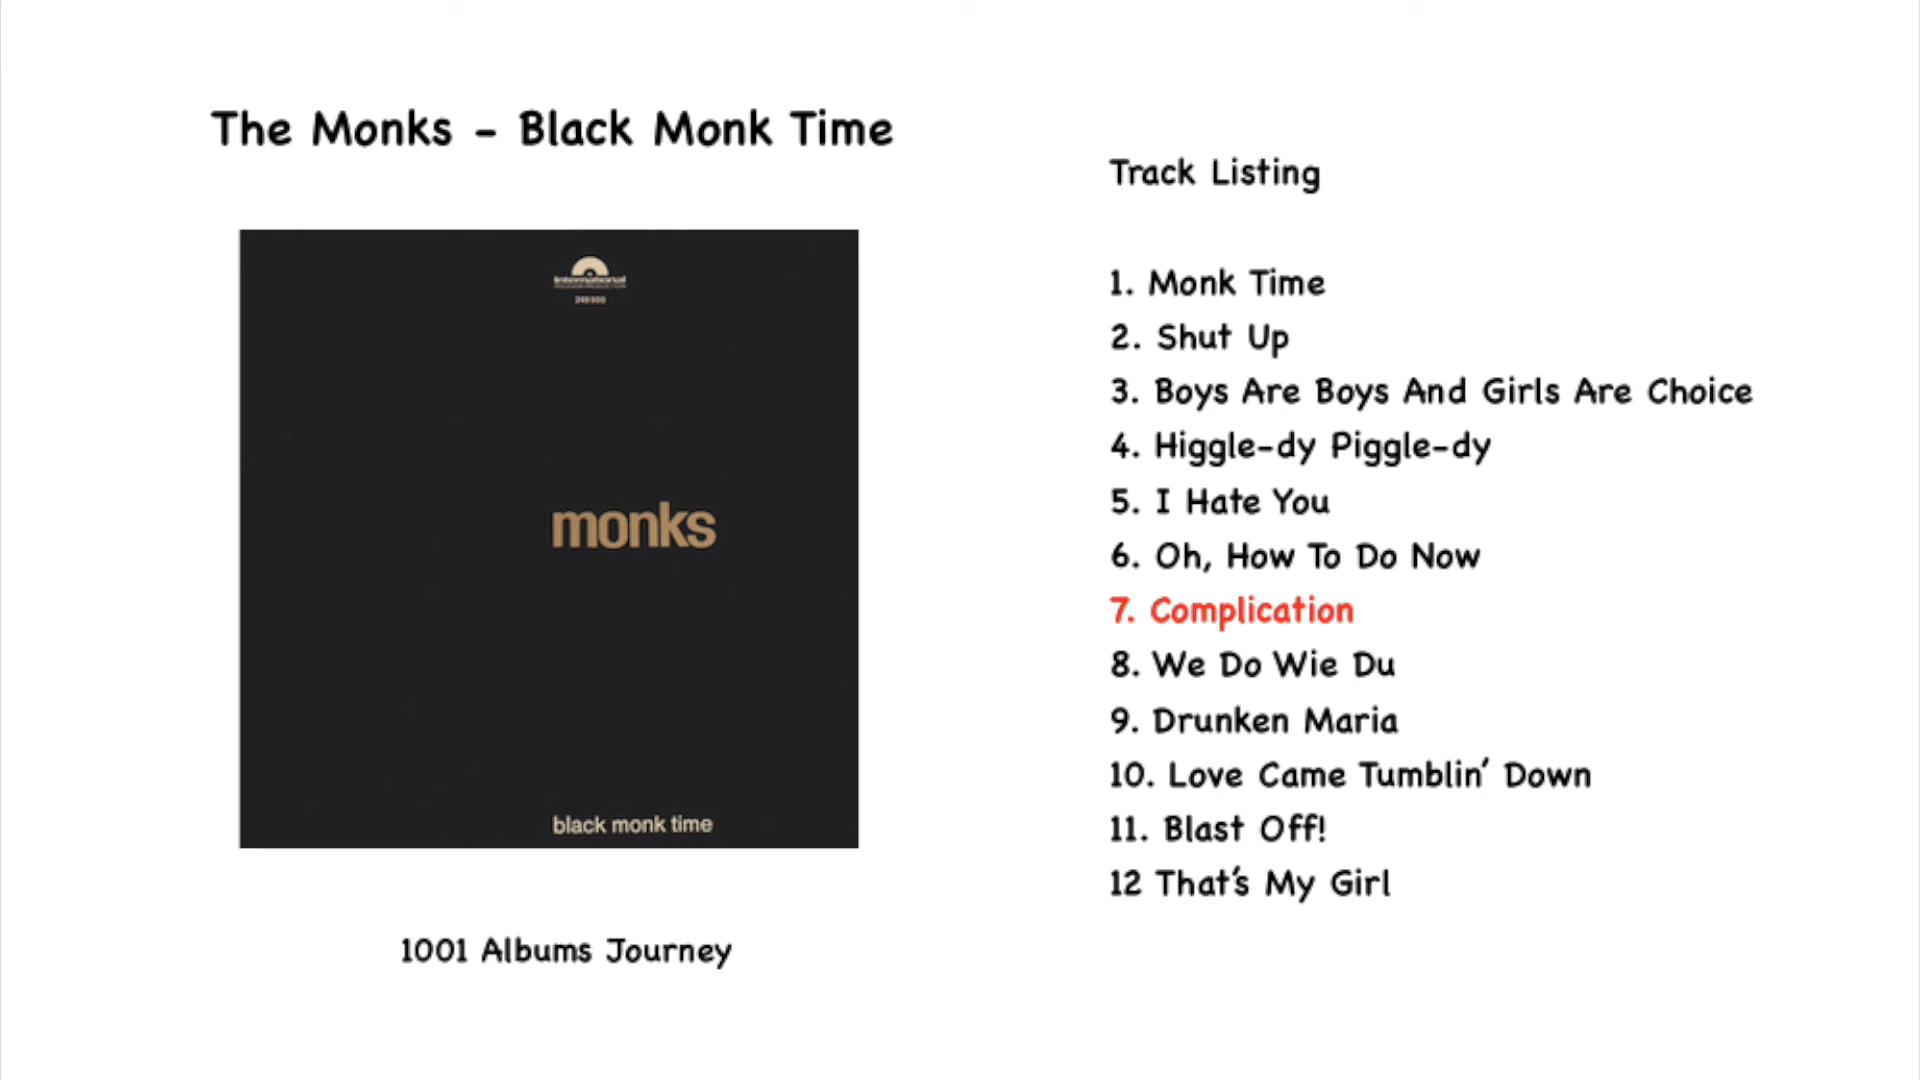 The Monks - Black Monk Time
International
monks
black monk time
1001 Albums Journey
Track Listing
1. Monk Time
2. Shut Up
3. Boys Are Boys And Girls Are Choice
4. Higgle-dy Piggle-dy
5. I Hate You
6. Oh, How To Do Now
7. Complication
8. We Do Wie Du
9. Drunken Maria
10. Love Came Tumblin' Down
11. Blast Off!
12 That's My Girl